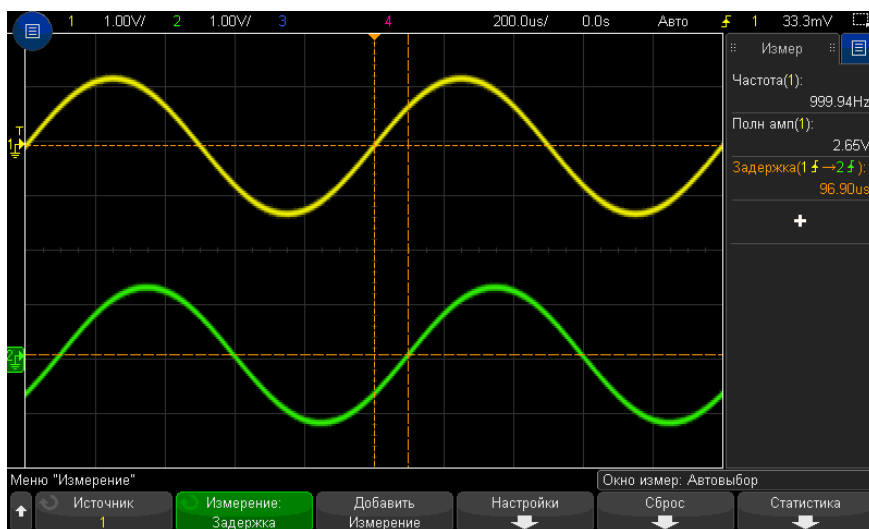 1 1.00V/ 2 1.00V/ 3 4 200.0us/ 0.0s Авто 1 33.3mV
Измер
Частота(1):
999.94Hz
Полн амп(1):
2.65V
Задержка(1→2):
96.90us
+
T
1
2
Меню "Измерение"
Окно измер: Автовыбор
Источник
1
Измерение:
Задержка
Добавить
Измерение
Настройки
Сброс
Статистика